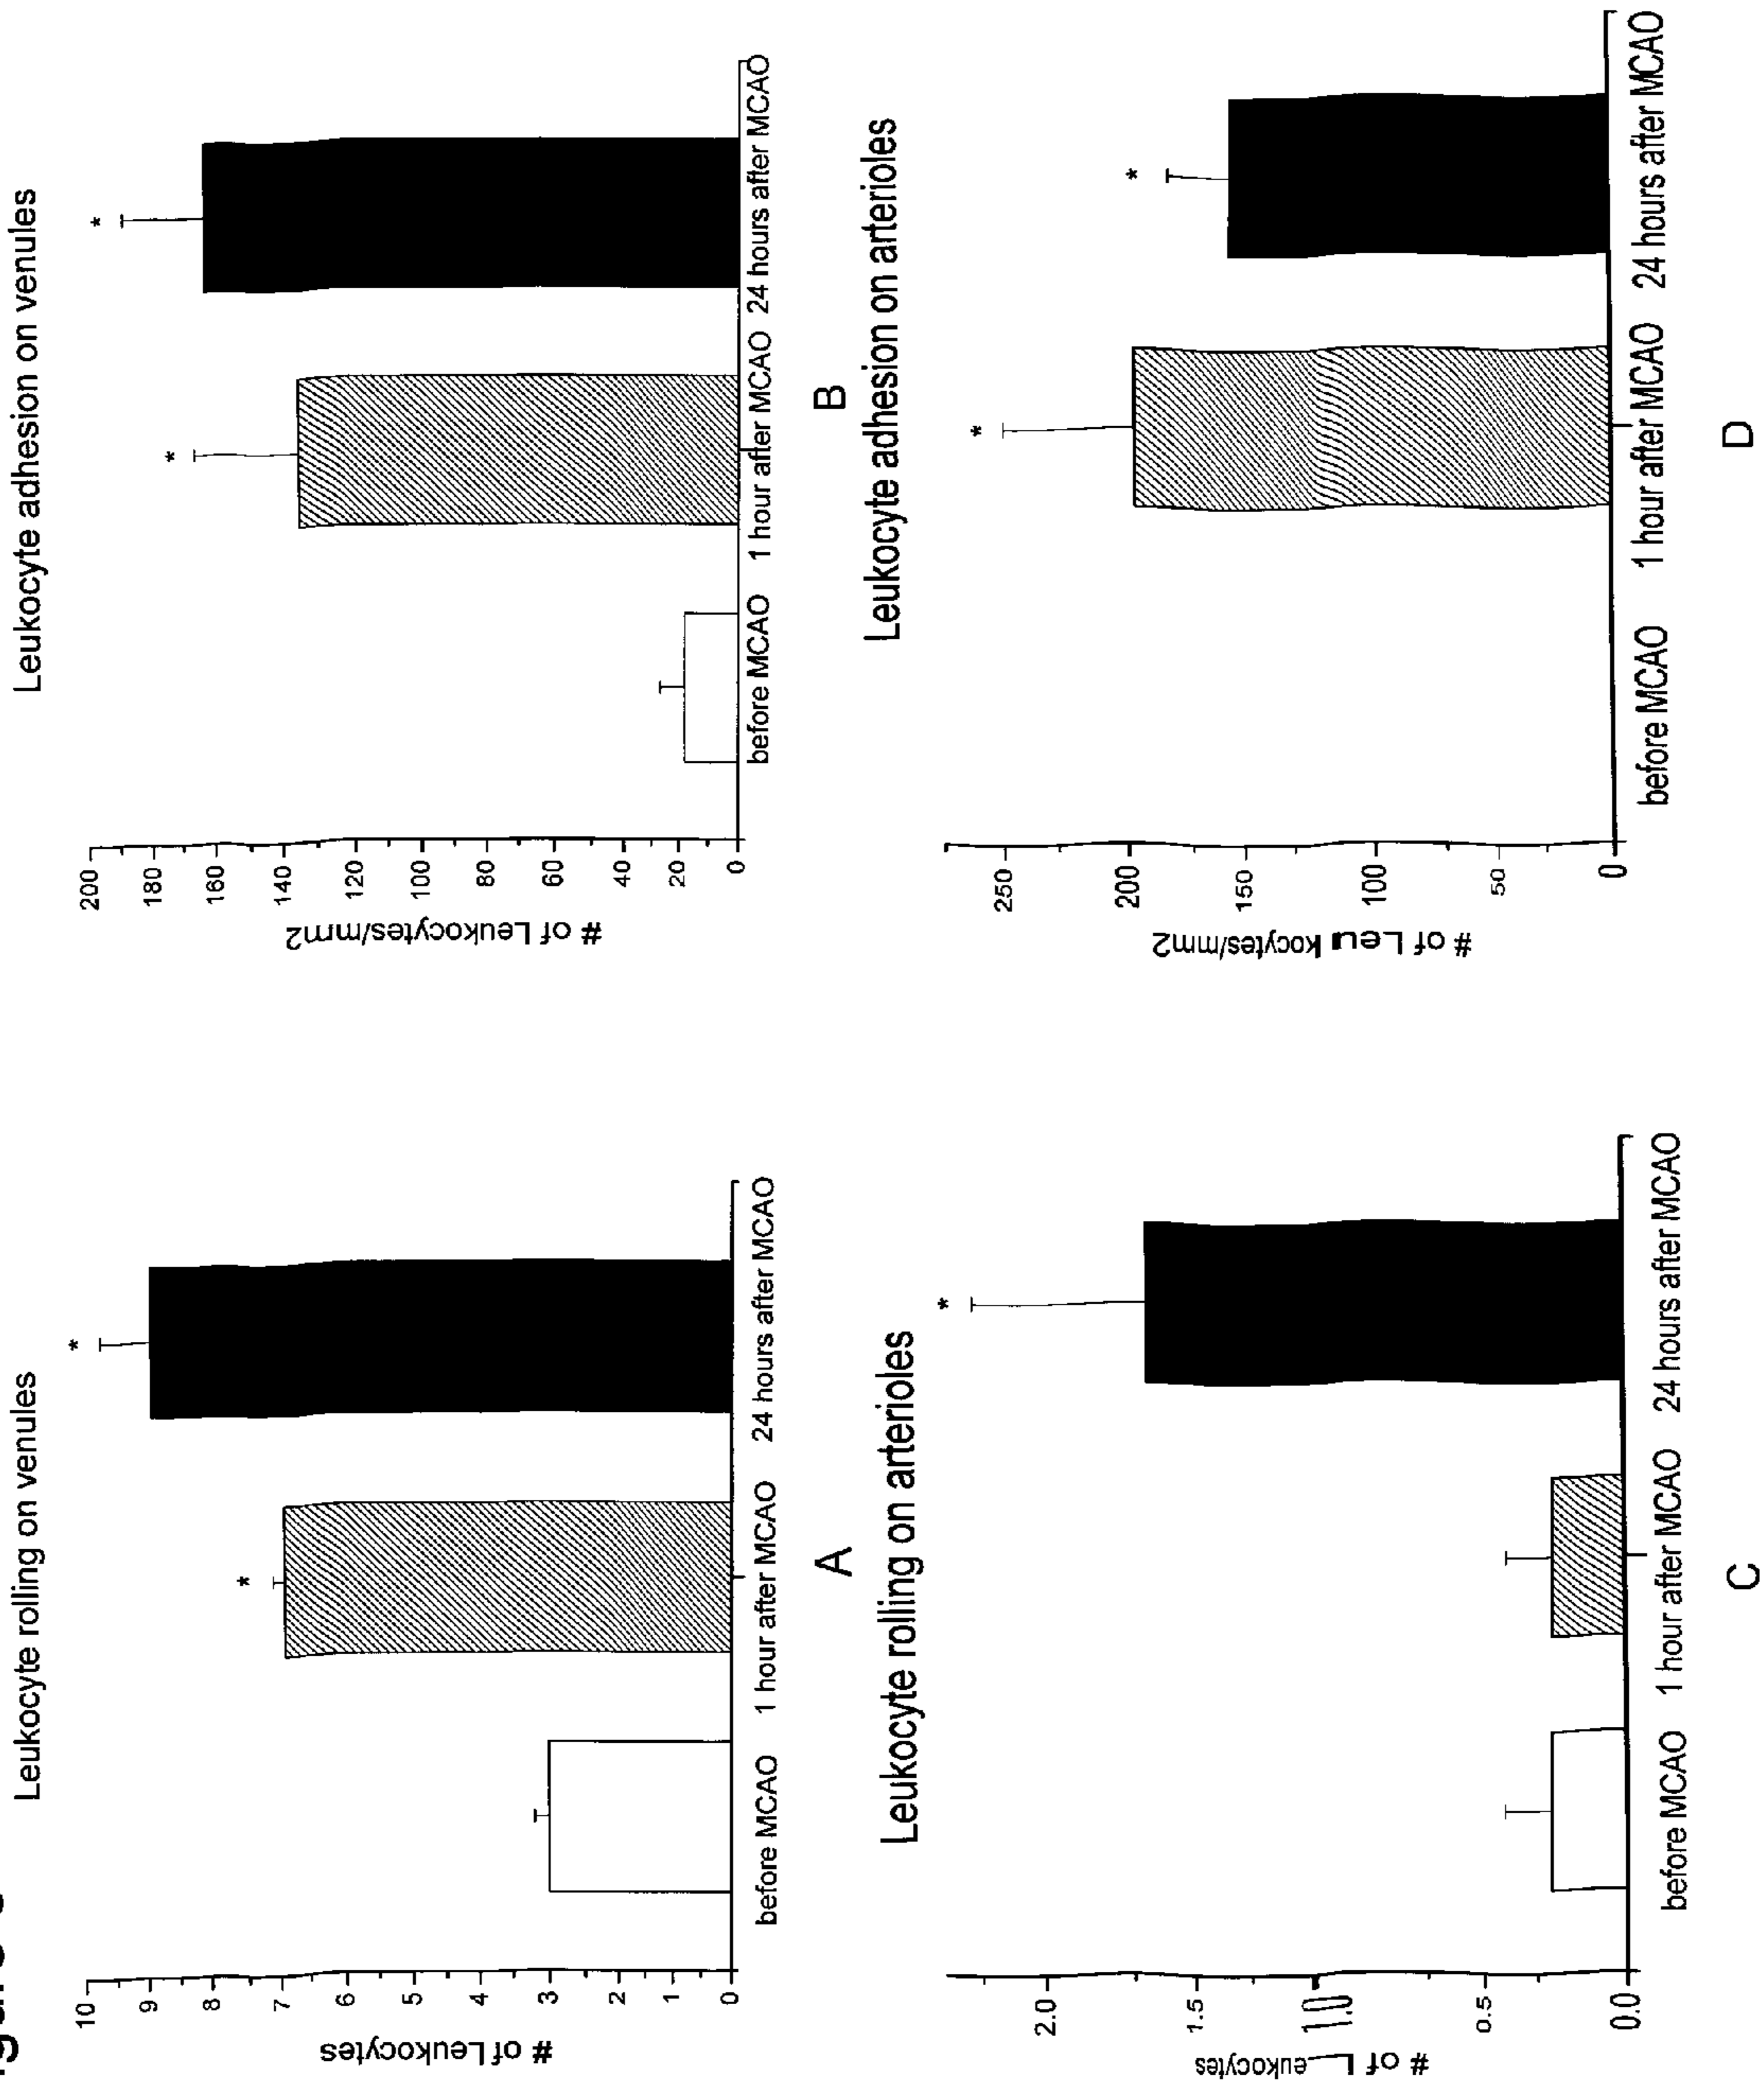 Leukocyte rolling on venules
# of Leukocytes
10
9
8
7
6
5
4
3
2
1
0
*
*
before MCAO
1 hour after MCAO
24 hours after MCAO
A
Leukocyte adhesion on venules
# of Leukocytes/mm2
200
180
160
140
120
100
80
60
40
20
0
*
*
before MCAO
1 hour after MCAO
24 hours after MCAO
B
Leukocyte rolling on arterioles
# of L eukocytes
2.0
1.5
1.0
0.5
0.0
*
before MCAO
1 hour after MCAO
24 hours after MCAO
C
Leukocyte adhesion on arterioles
# of Leu kocytes/mm2
250
200
150
100
50
0
*
*
before MCAO
1 hour after MCAO
24 hours after MCAO
D